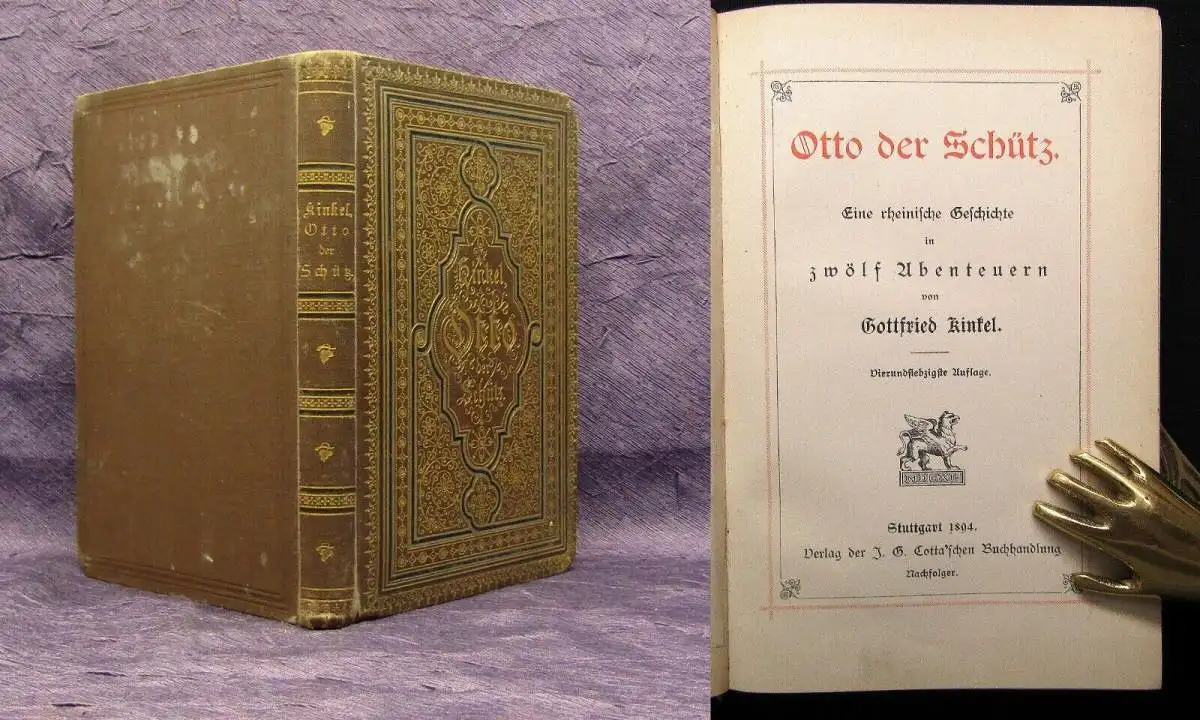 Kinkel,
Otto
der
Schütz.
Kinkel,
Otto
der
Schütz.
Otto der Schütz.
Eine rheinische Geschichte
in
zwölf Abenteuern
von
Gottfried Kinkel.
Vierundsiebzigste Auflage.
Stuttgart 1894.
Verlag der J. G. Cotta'schen Buchhandlung
Nachfolger.